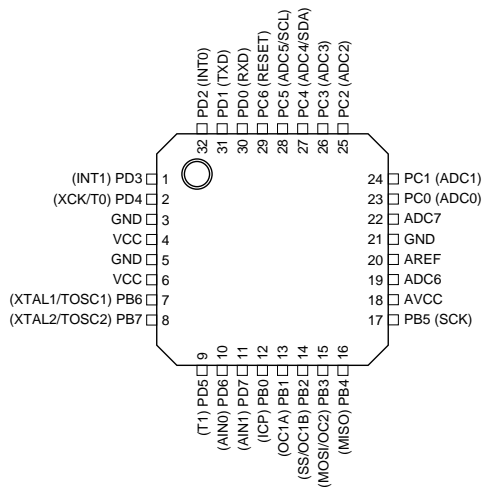 PD2 (INT0)
PD1 (TXD)
PD0 (RXD)
PC6 (RESET)
PC5 (ADC5/SCL)
PC4 (ADC4/SDA)
PC3 (ADC3)
PC2 (ADC2)
32
31
30
29
28
27
26
25
(INT1) PD3
(XCK/T0) PD4
GND
VCC
GND
VCC
(XTAL1/TOSC1) PB6
(XTAL2/TOSC2) PB7
1
2
3
4
5
6
7
8
24
23
22
21
20
19
18
17
PC1 (ADC1)
PC0 (ADC0)
ADC7
GND
AREF
ADC6
AVCC
PB5 (SCK)
9
10
11
12
13
14
15
16
(T1) PD5
(AIN0) PD6
(AIN1) PD7
(ICP) PB0
(OC1A) PB1
(SS/OC1B) PB2
(MOSI/OC2) PB3
(MISO) PB4